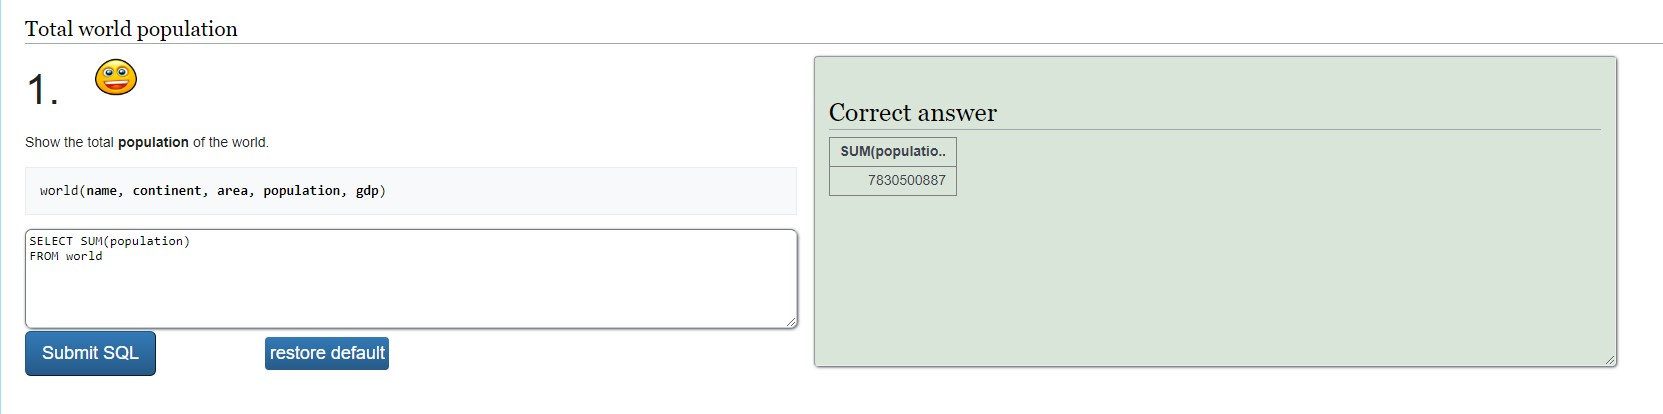 Total world population
1.
Show the total population of the world.
world(name, continent, area, population, gdp)
SELECT SUM(population)
FROM world
Submit SQL
restore default
Correct answer
SUM(populatio..
7830500887